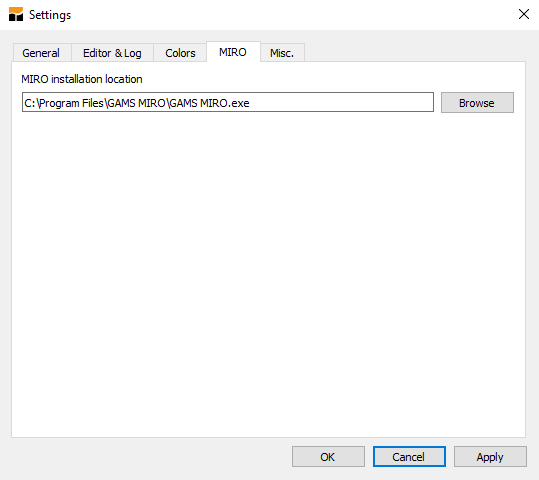 Settings
General Editor & Log Colors MIRO Misc.
MIRO installation location
C:\Program Files\GAMS MIRO\GAMS MIRO.exe Browse
OK Cancel Apply